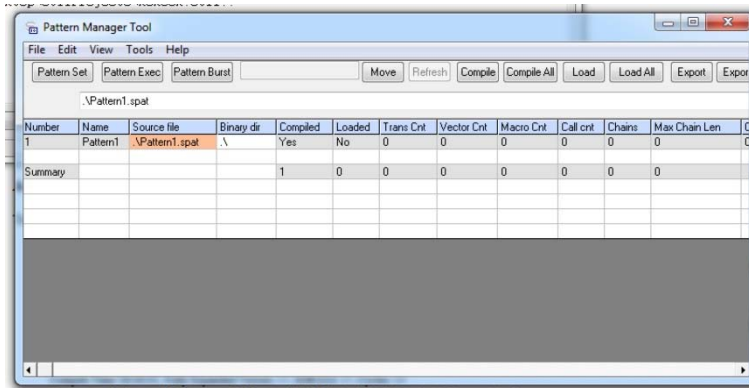 Pattern Manager Tool
File Edit View Tools Help
Pattern Set Pattern Exec Pattern Burst Move Refresh Compile Compile All Load Load All Export Expor
.\Pattern1.spat
Number Name Source file Binary dir Compiled Loaded Trans Cnt Vector Cnt Macro Cnt Call cnt Chains Max Chain Len
1 Pattern1 .\Pattern1.spat .\ Yes No 0 0 0 0 0 0
Summary 1 0 0 0 0 0 0 0